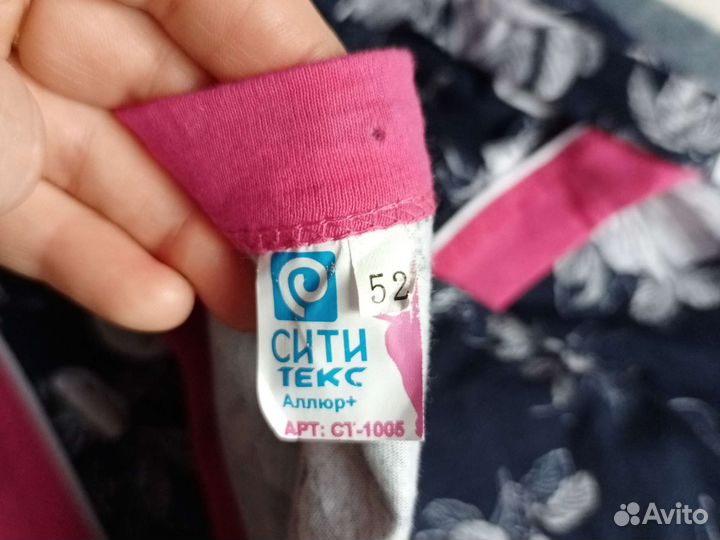 52
СИТИ
ТЕКС
Аллюр+
АРТ: СТ-1005
Avito